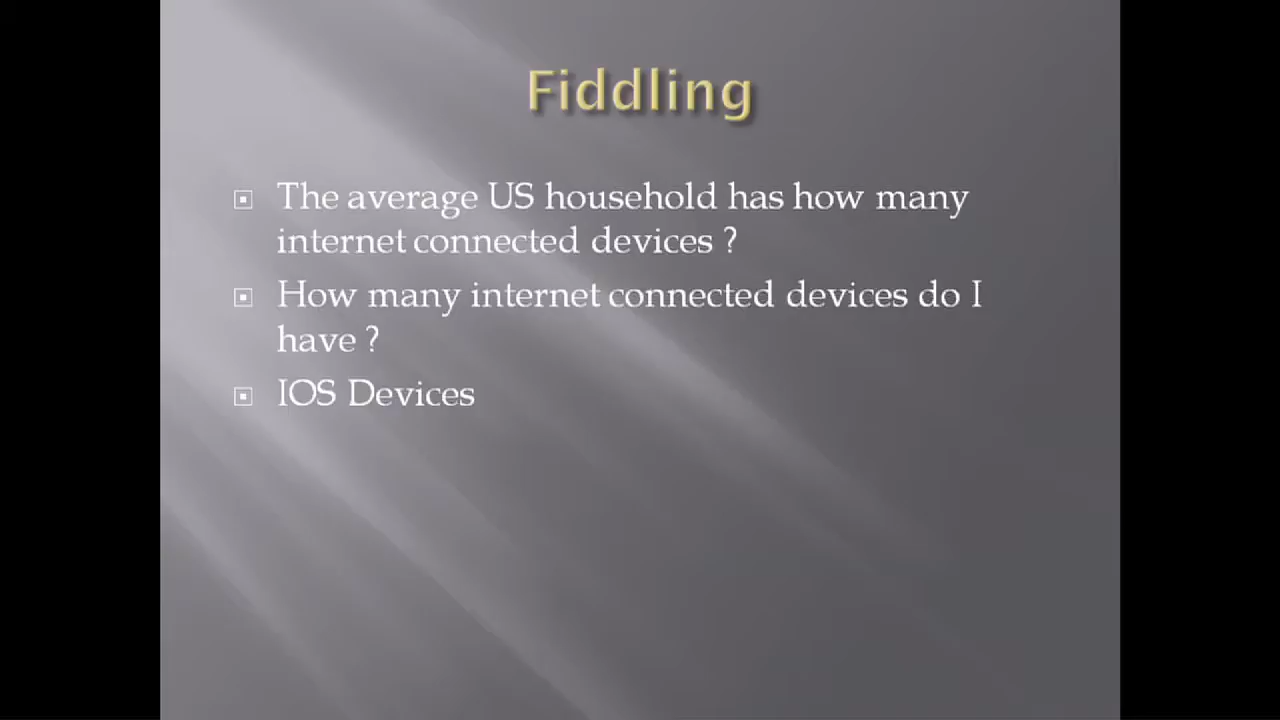 Fiddling
The average US household has how many
internet connected devices ?
How many internet connected devices do I
have ?
IOS Devices